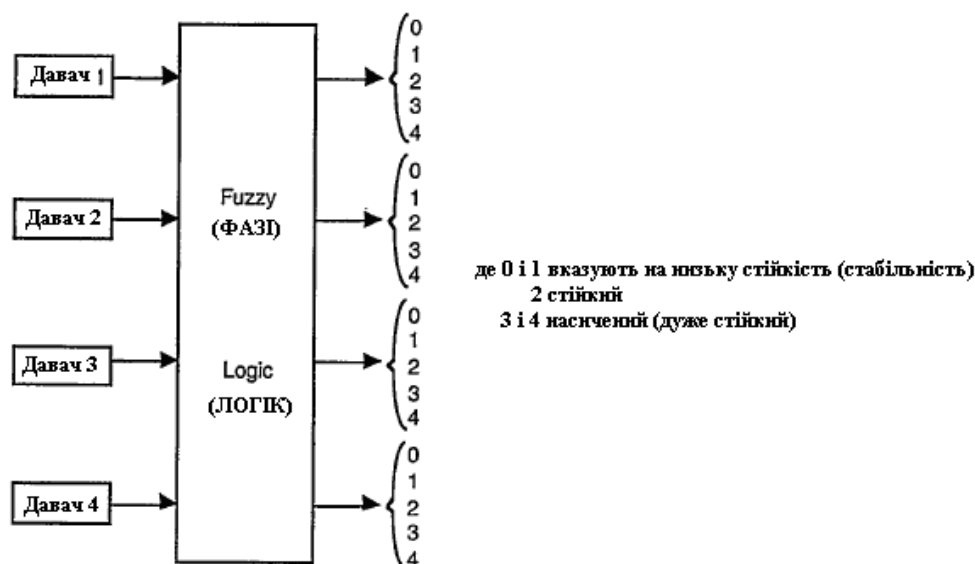 Давач 1
0
1
2
3
4
Давач 2
Fuzzy
(ФАЗІ)
0
1
2
3
4
де 0 і 1 вказують на низьку стійкість (стабільність)
2 стійкий
3 і 4 насичений (дуже стійкий)
Давач 3
Logic
(ЛОГІК)
0
1
2
3
4
Давач 4
0
1
2
3
4